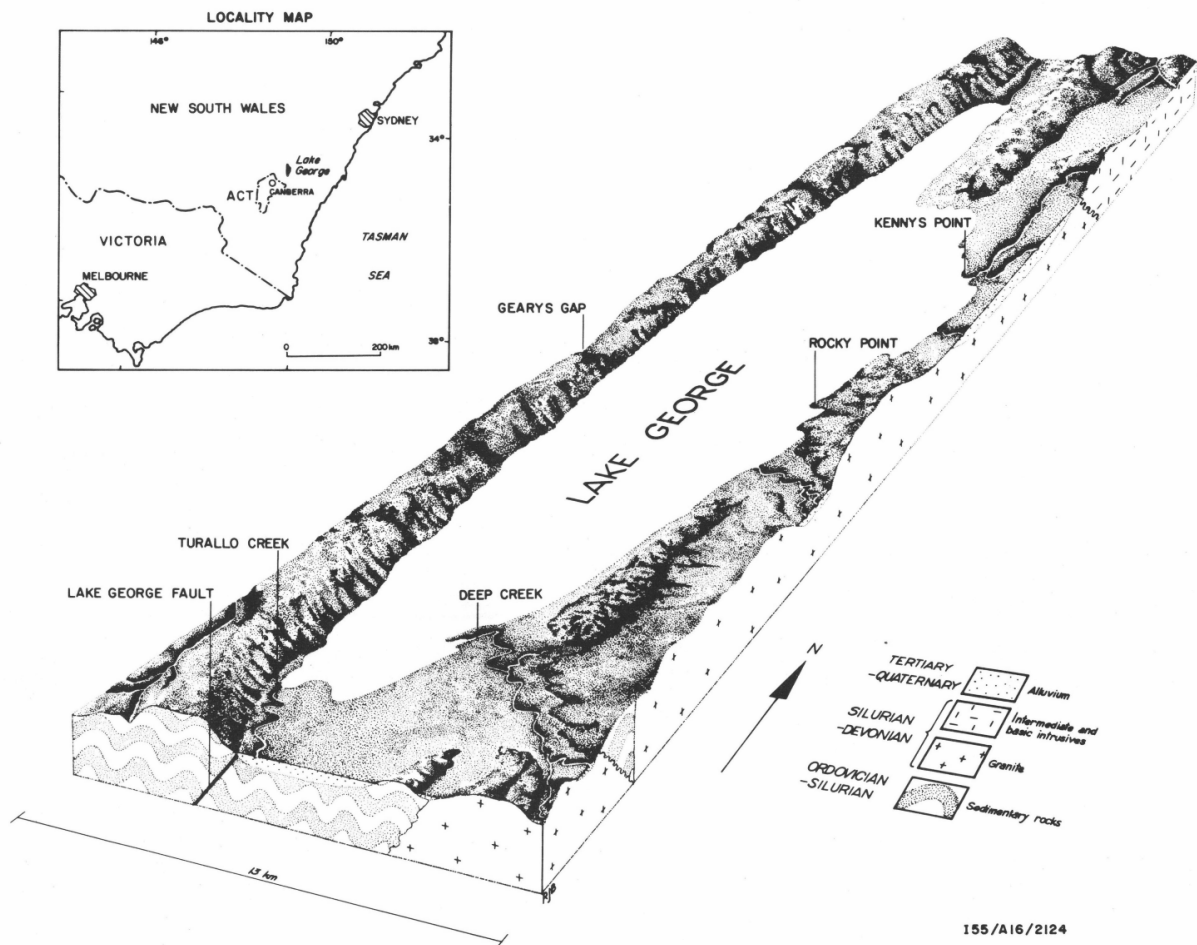 LOCALITY MAP
146°
150°
NEW SOUTH WALES
SYDNEY
34°
Lake
George
ACT
CANBERRA
VICTORIA
TASMAN
SEA
MELBOURNE
38°
0
200 km
KENNYS POINT
GEARYS GAP
ROCKY POINT
LAKE GEORGE
TURALLO CREEK
LAKE GEORGE FAULT
DEEP CREEK
N
TERTIARY
-QUATERNARY
Alluvium
SILURIAN
-DEVONIAN
Intermediate and
basic intrusives
Granite
ORDOVICIAN
-SILURIAN
Sedimentary rocks
15 km
I55/A16/2124